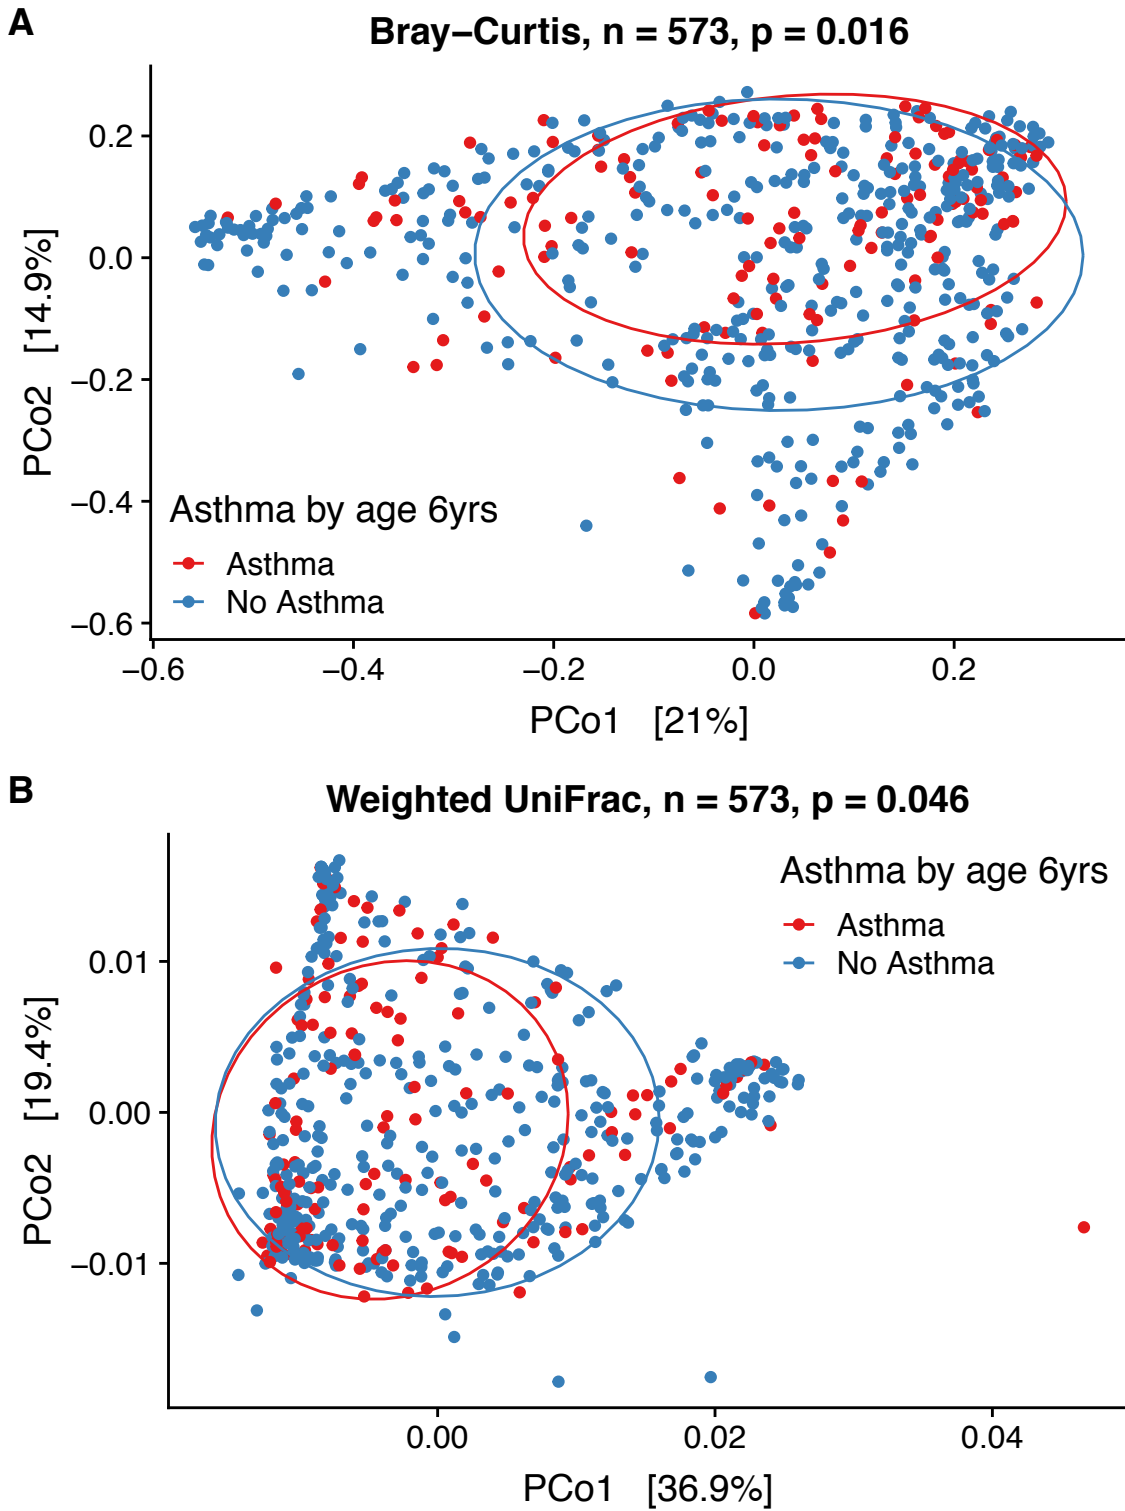 A
Bray−Curtis, n = 573, p = 0.016
0.2
0.0
−0.2
−0.4
−0.6
PCo2 [14.9%]
Asthma by age 6yrs
Asthma
No Asthma
−0.6 −0.4 −0.2 0.0 0.2
PCo1 [21%]
B
Weighted UniFrac, n = 573, p = 0.046
Asthma by age 6yrs
Asthma
No Asthma
0.01
0.00
−0.01
PCo2 [19.4%]
0.00 0.02 0.04
PCo1 [36.9%]